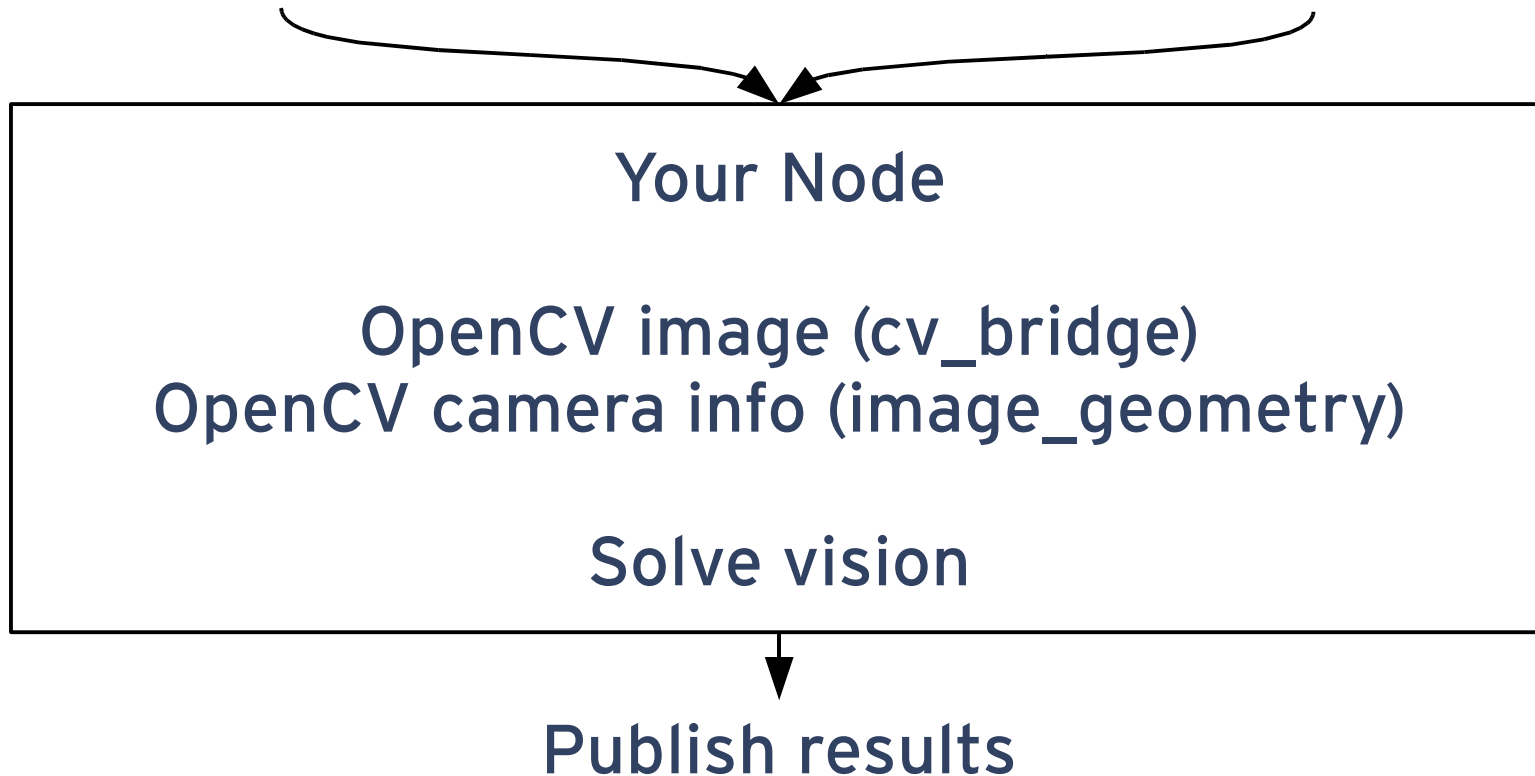 Your Node
OpenCV image (cv_bridge)
OpenCV camera info (image_geometry)
Solve vision
Publish results